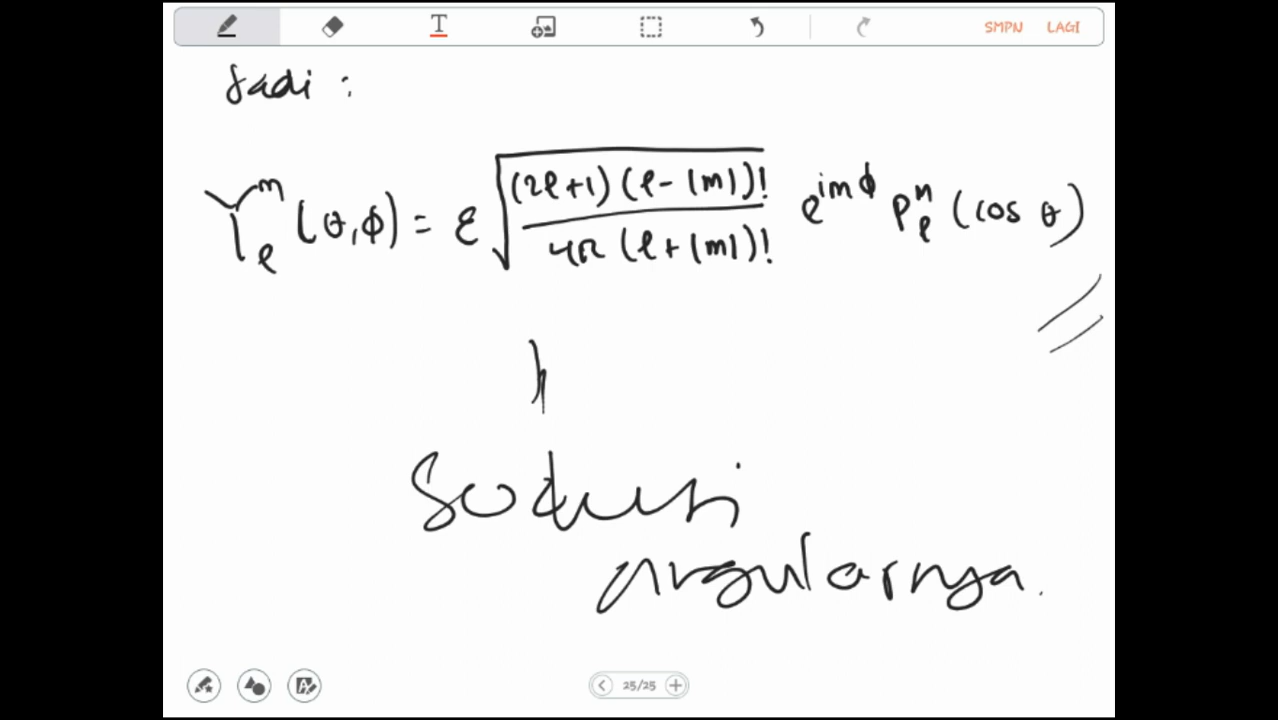 SMPN LAGI
Jadi :
Y_l^m (θ,ϕ) = ε √((2l+1) (l-|m|)! / 4π (l+|m|)!) e^{imϕ} P_l^m (cos θ)
Solusi
angularnya.
25/25